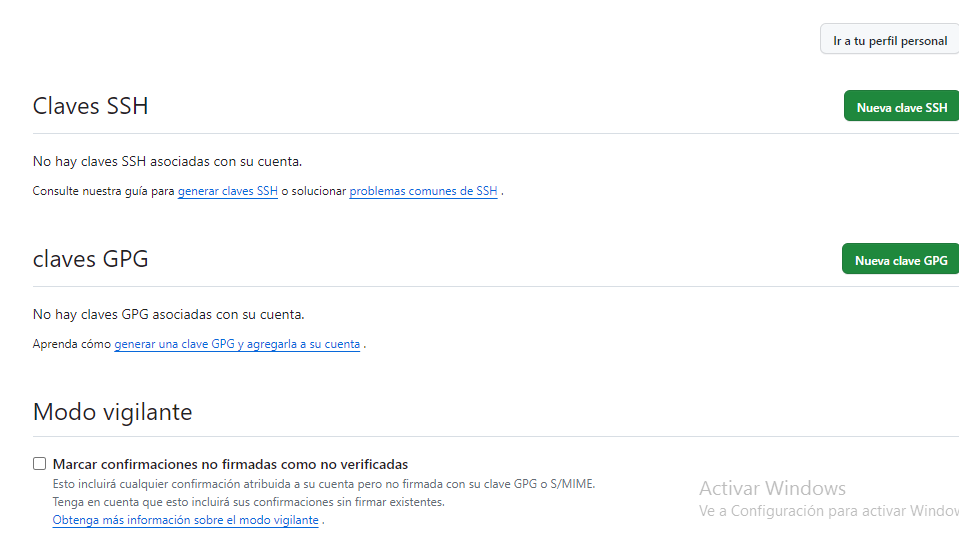 Ir a tu perfil personal
Claves SSH
Nueva clave SSH
No hay claves SSH asociadas con su cuenta.
Consulte nuestra guía para generar claves SSH o solucionar problemas comunes de SSH .
claves GPG
Nueva clave GPG
No hay claves GPG asociadas con su cuenta.
Aprenda cómo generar una clave GPG y agregarla a su cuenta .
Modo vigilante
Marcar confirmaciones no firmadas como no verificadas
Esto incluirá cualquier confirmación atribuida a su cuenta pero no firmada con su clave GPG o S/MIME.
Tenga en cuenta que esto incluirá sus confirmaciones sin firmar existentes.
Obtenga más información sobre el modo vigilante .
Activar Windows
Ve a Configuración para activar Window